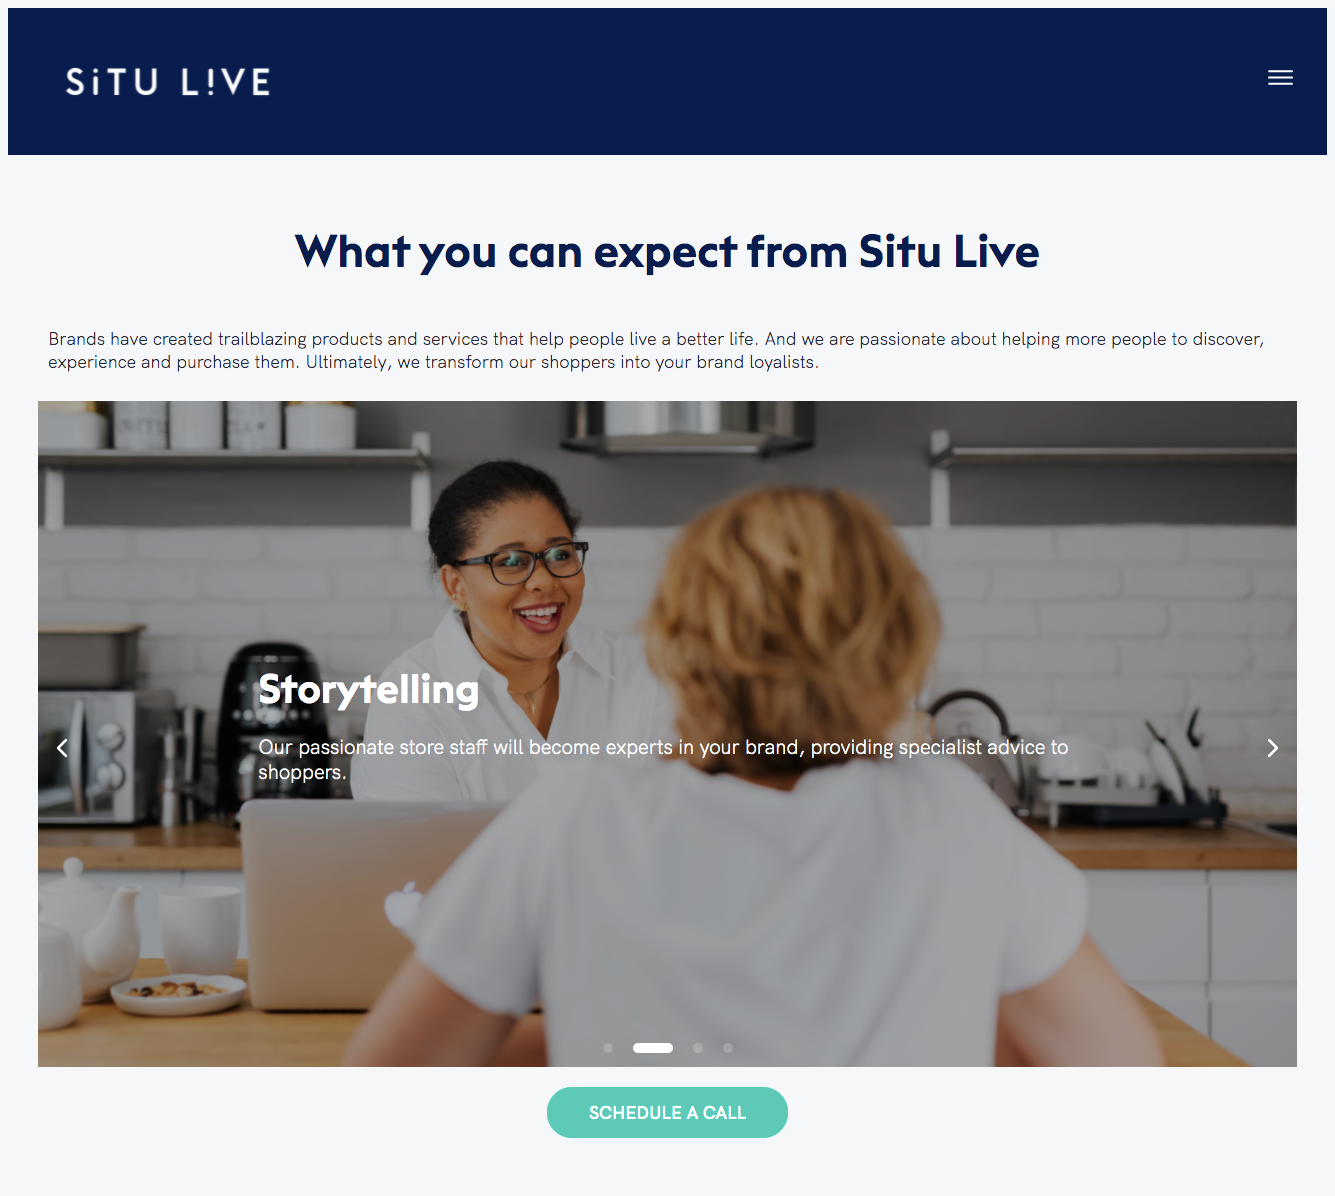 SiTU L!VE
What you can expect from Situ Live
Brands have created trailblazing products and services that help people live a better life. And we are passionate about helping more people to discover,
experience and purchase them. Ultimately, we transform our shoppers into your brand loyalists.
Storytelling
Our passionate store staff will become experts in your brand, providing specialist advice to
shoppers.
SCHEDULE A CALL